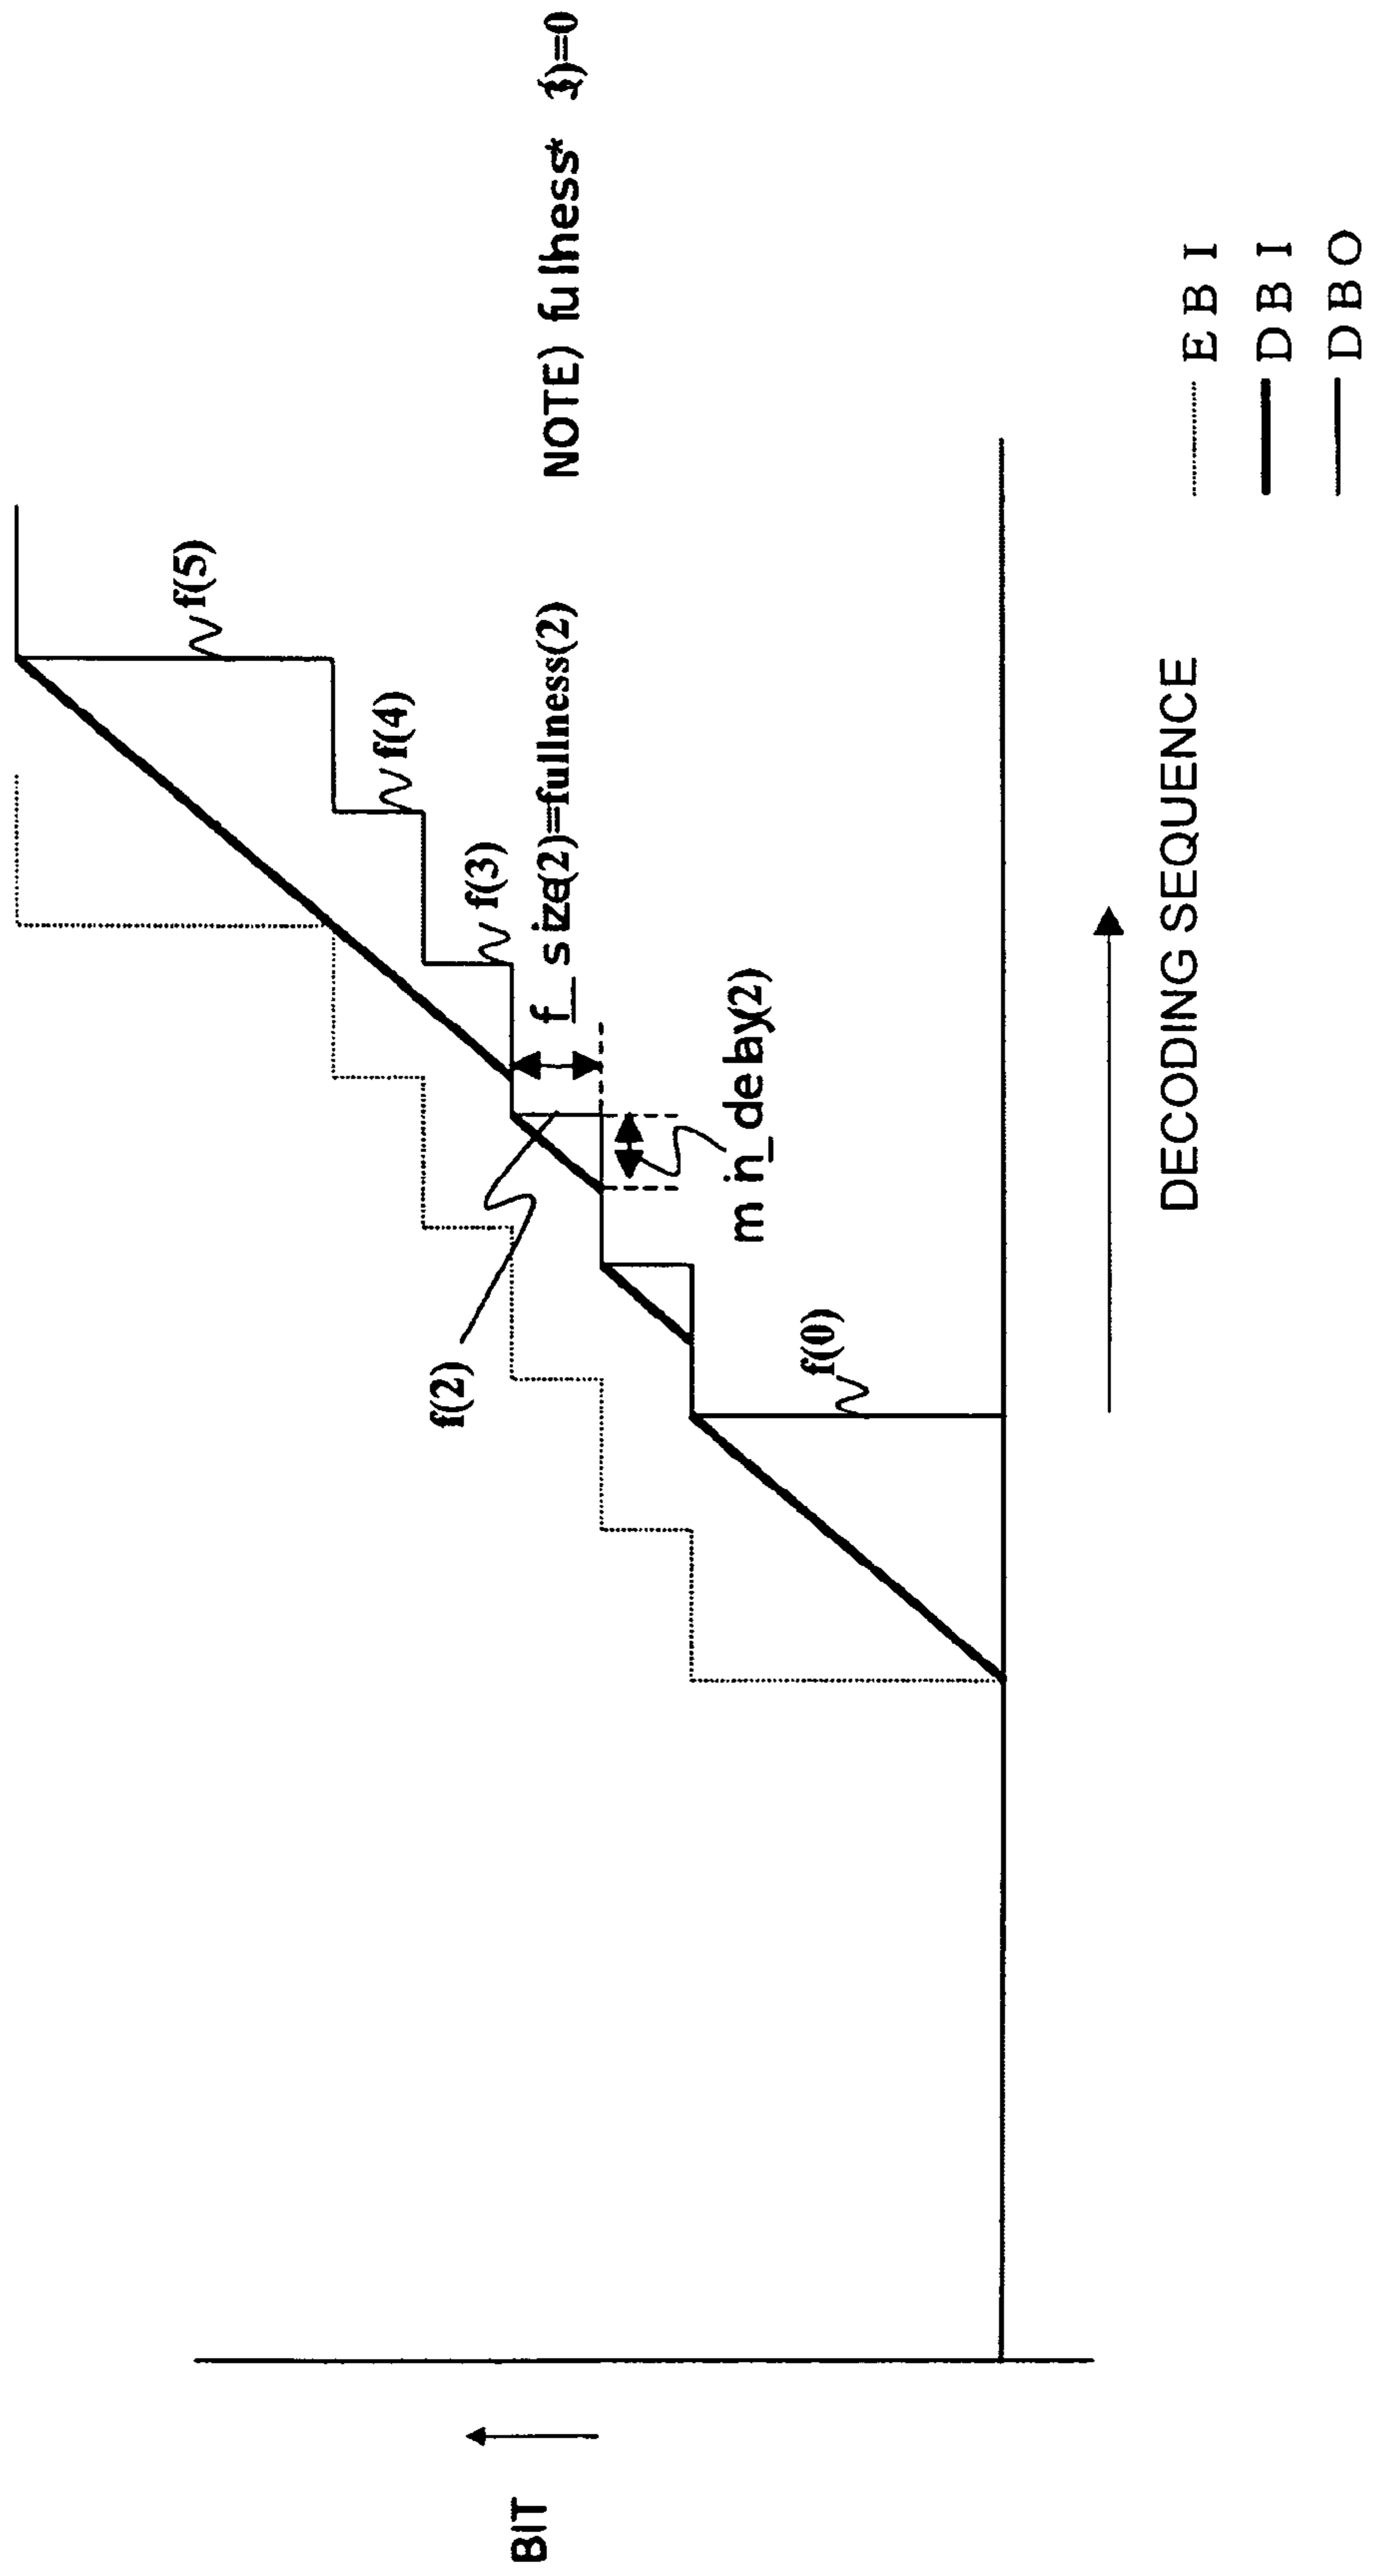 BIT
f(0)
f(2)
f(3)
f(4)
f(5)
f_size(2)=fullness(2)
min_delay(2)
NOTE) fullness* (3)=0
DECODING SEQUENCE
EBI
DBI
DBO